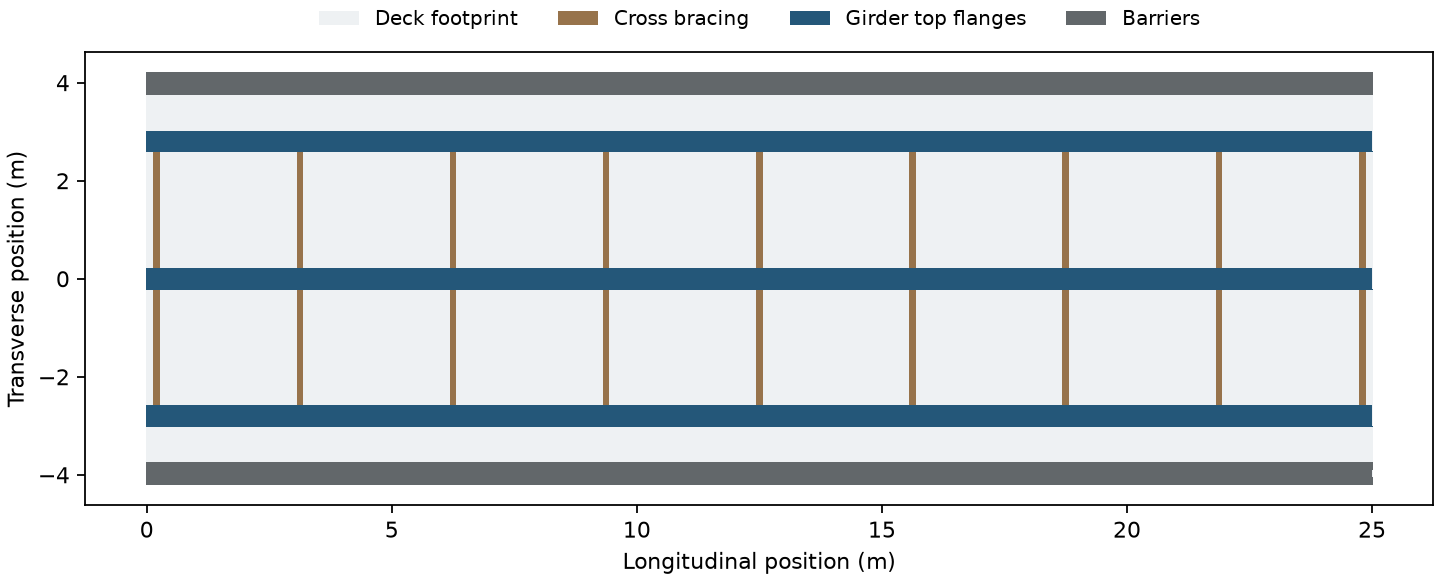 Deck footprint Cross bracing Girder top flanges Barriers
Transverse position (m)
4
2
0
−2
−4
0 5 10 15 20 25
Longitudinal position (m)